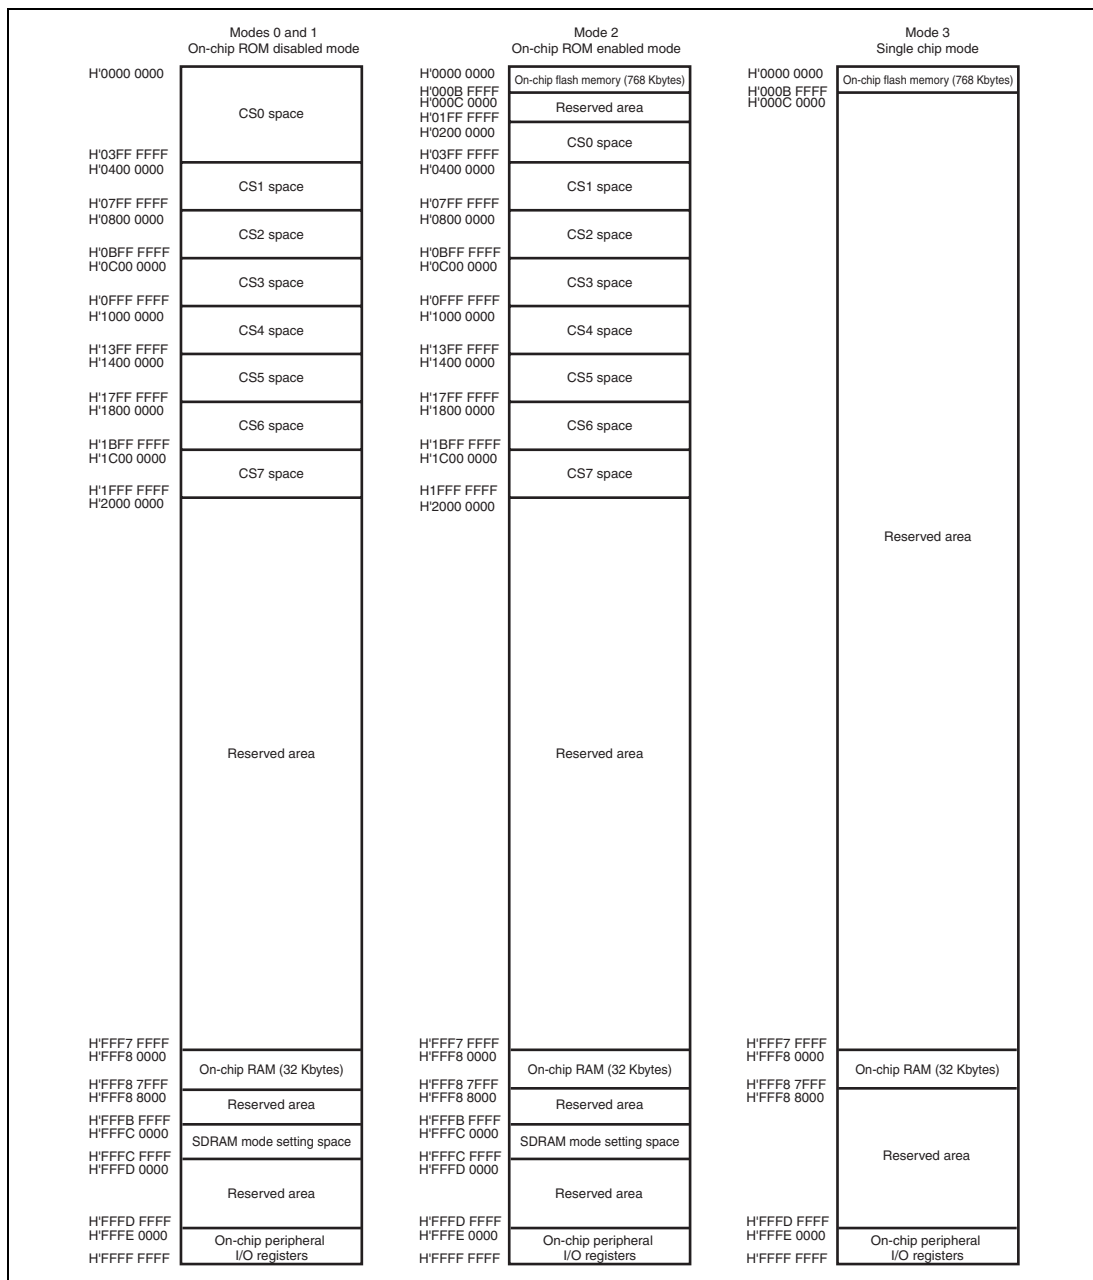 Modes 0 and 1
On-chip ROM disabled mode
H'0000 0000
CS0 space
H'03FF FFFF
H'0400 0000
CS1 space
H'07FF FFFF
H'0800 0000
CS2 space
H'0BFF FFFF
H'0C00 0000
CS3 space
H'0FFF FFFF
H'1000 0000
CS4 space
H'13FF FFFF
H'1400 0000
CS5 space
H'17FF FFFF
H'1800 0000
CS6 space
H'1BFF FFFF
H'1C00 0000
CS7 space
H'1FFF FFFF
H'2000 0000
Reserved area
H'FFF7 FFFF
H'FFF8 0000
On-chip RAM (32 Kbytes)
H'FFF8 7FFF
H'FFF8 8000
Reserved area
H'FFFB FFFF
H'FFFC 0000
SDRAM mode setting space
H'FFFC FFFF
H'FFFD 0000
Reserved area
H'FFFD FFFF
H'FFFE 0000
On-chip peripheral
I/O registers
H'FFFF FFFF
Mode 2
On-chip ROM enabled mode
H'0000 0000
On-chip flash memory (768 Kbytes)
H'000B FFFF
H'000C 0000
Reserved area
H'01FF FFFF
H'0200 0000
CS0 space
H'03FF FFFF
H'0400 0000
CS1 space
H'07FF FFFF
H'0800 0000
CS2 space
H'0BFF FFFF
H'0C00 0000
CS3 space
H'0FFF FFFF
H'1000 0000
CS4 space
H'13FF FFFF
H'1400 0000
CS5 space
H'17FF FFFF
H'1800 0000
CS6 space
H'1BFF FFFF
H'1C00 0000
CS7 space
H1FFF FFFF
H'2000 0000
Reserved area
H'FFF7 FFFF
H'FFF8 0000
On-chip RAM (32 Kbytes)
H'FFF8 7FFF
H'FFF8 8000
Reserved area
H'FFFB FFFF
H'FFFC 0000
SDRAM mode setting space
H'FFFC FFFF
H'FFFD 0000
Reserved area
H'FFFD FFFF
H'FFFE 0000
On-chip peripheral
I/O registers
H'FFFF FFFF
Mode 3
Single chip mode
H'0000 0000
On-chip flash memory (768 Kbytes)
H'000B FFFF
H'000C 0000
Reserved area
H'FFF7 FFFF
H'FFF8 0000
On-chip RAM (32 Kbytes)
H'FFF8 7FFF
H'FFF8 8000
Reserved area
H'FFFD FFFF
H'FFFE 0000
On-chip peripheral
I/O registers
H'FFFF FFFF